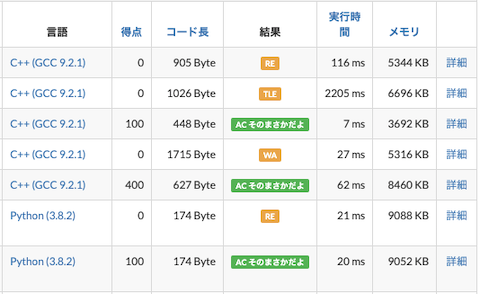 言語 得点 コード長 結果 実行時間 メモリ
C++ (GCC 9.2.1) 0 905 Byte RE 116 ms 5344 KB 詳細
C++ (GCC 9.2.1) 0 1026 Byte TLE 2205 ms 6696 KB 詳細
C++ (GCC 9.2.1) 100 448 Byte AC そのまさかだよ 7 ms 3692 KB 詳細
C++ (GCC 9.2.1) 0 1715 Byte WA 27 ms 5316 KB 詳細
C++ (GCC 9.2.1) 400 627 Byte AC そのまさかだよ 62 ms 8460 KB 詳細
Python (3.8.2) 0 174 Byte RE 21 ms 9088 KB 詳細
Python (3.8.2) 100 174 Byte AC そのまさかだよ 20 ms 9052 KB 詳細